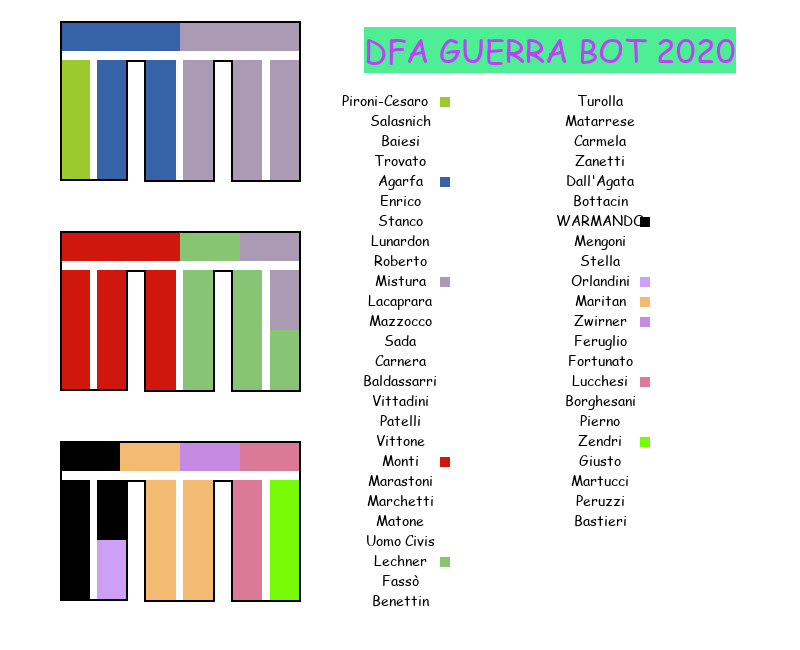 DFA GUERRA BOT 2020
Pironi-Cesaro
Salasnich
Baiesi
Trovato
Agarfa
Enrico
Stanco
Lunardon
Roberto
Mistura
Lacaprara
Mazzocco
Sada
Carnera
Baldassarri
Vittadini
Patelli
Vittone
Monti
Marastoni
Marchetti
Matone
Uomo Civis
Lechner
Fassò
Benettin
Turolla
Matarrese
Carmela
Zanetti
Dall'Agata
Bottacin
WARMANDO
Mengoni
Stella
Orlandini
Maritan
Zwirner
Feruglio
Fortunato
Lucchesi
Borghesani
Pierno
Zendri
Giusto
Martucci
Peruzzi
Bastieri